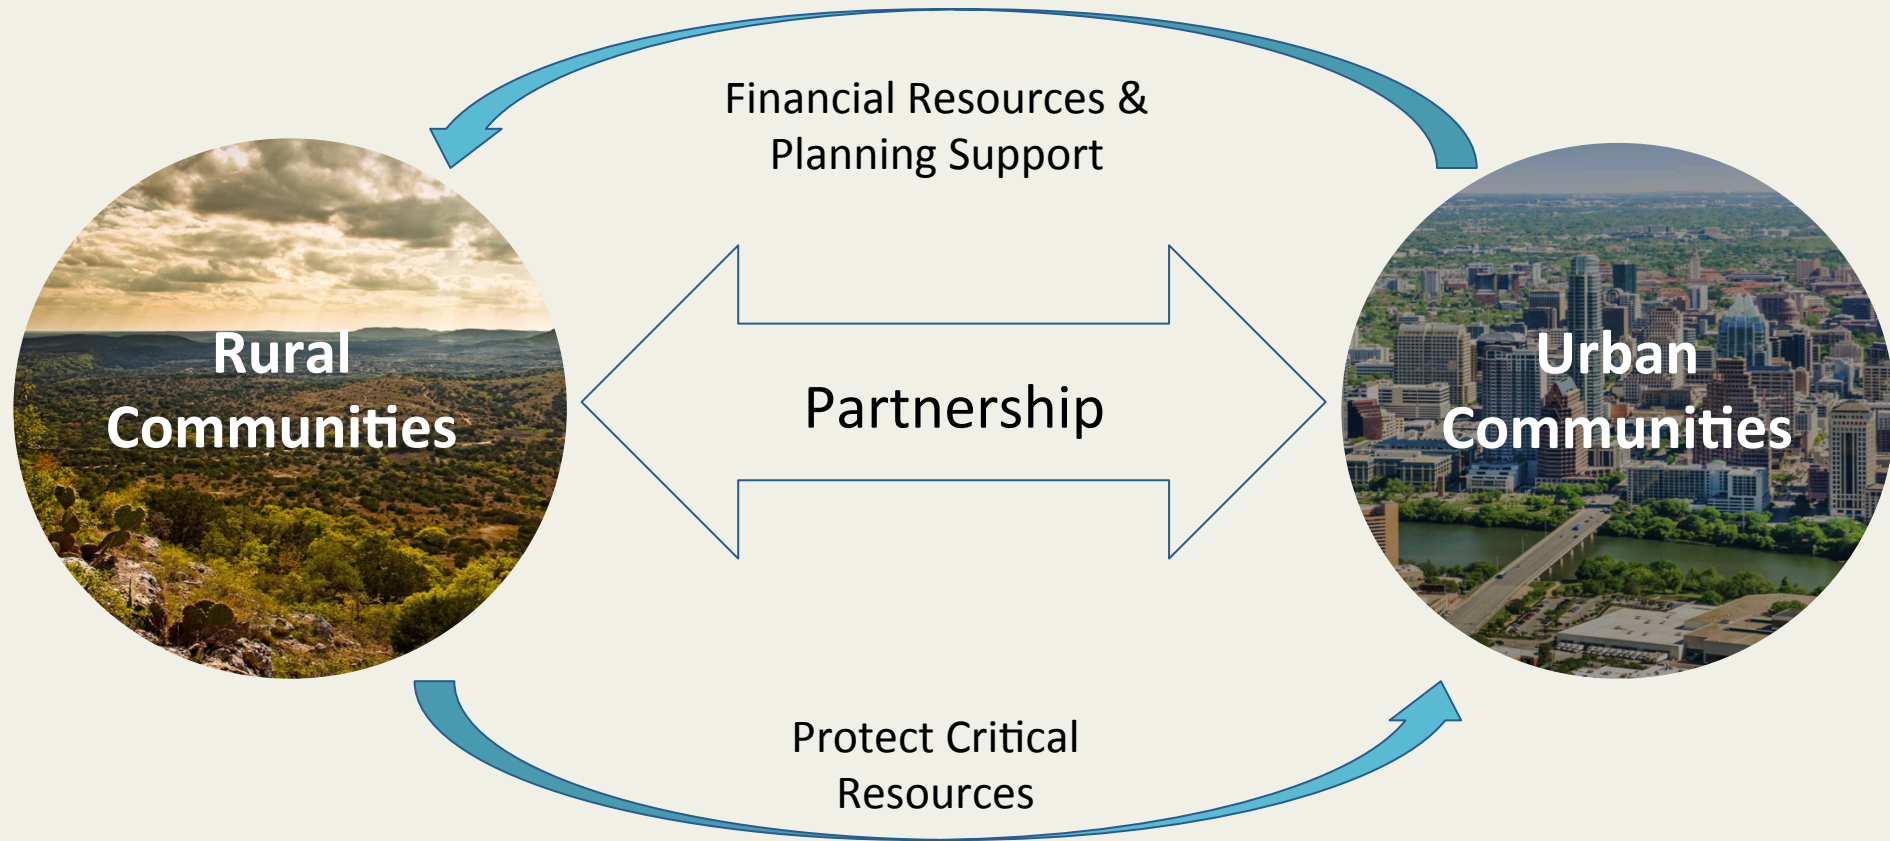 Financial Resources &
Planning Support
Rural
Communities
Partnership
Urban
Communities
Protect Critical
Resources